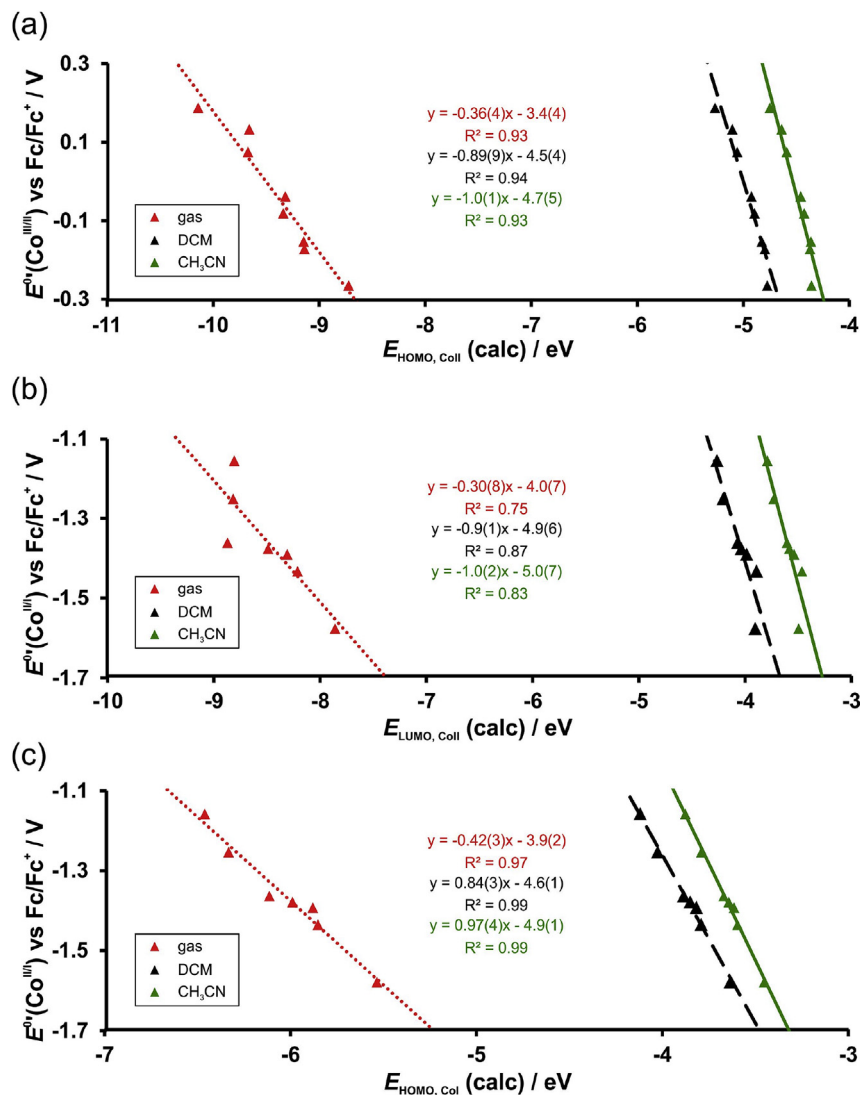 (a)
E⁰'(Coᴵᴵᴵ/ᴵᴵ) vs Fc/Fc⁺ / V
0.3
0.1
-0.1
-0.3
y = -0.36(4)x - 3.4(4)
R² = 0.93
y = -0.89(9)x - 4.5(4)
R² = 0.94
y = -1.0(1)x - 4.7(5)
R² = 0.93
gas
DCM
CH₃CN
-11 -10 -9 -8 -7 -6 -5 -4
E HOMO, CoII (calc) / eV
(b)
E⁰'(Coᴵᴵ/ᴵ) vs Fc/Fc⁺ / V
-1.1
-1.3
-1.5
-1.7
y = -0.30(8)x - 4.0(7)
R² = 0.75
y = -0.9(1)x - 4.9(6)
R² = 0.87
y = -1.0(2)x - 5.0(7)
R² = 0.83
gas
DCM
CH₃CN
-10 -9 -8 -7 -6 -5 -4 -3
E LUMO, CoII (calc) / eV
(c)
E⁰'(Coᴵᴵ/ᴵ) vs Fc/Fc⁺ / V
-1.1
-1.3
-1.5
-1.7
y = -0.42(3)x - 3.9(2)
R² = 0.97
y = 0.84(3)x - 4.6(1)
R² = 0.99
y = 0.97(4)x - 4.9(1)
R² = 0.99
gas
DCM
CH₃CN
-7 -6 -5 -4 -3
E HOMO, CoI (calc) / eV